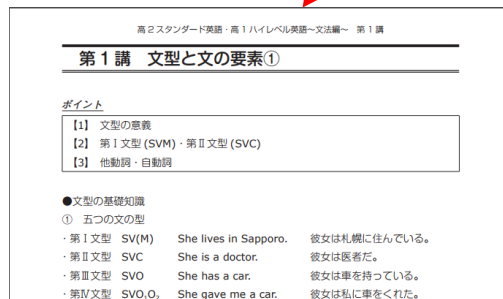 高2スタンダード英語・高1ハイレベル英語～文法編～ 第1講
第1講 文型と文の要素①
ポイント
【1】 文型の意義
【2】 第Ⅰ文型 (SVM)・第Ⅱ文型 (SVC)
【3】 他動詞・自動詞
●文型の基礎知識
① 五つの文の型
・第Ⅰ文型 SV(M) She lives in Sapporo. 彼女は札幌に住んでいる。
・第Ⅱ文型 SVC She is a doctor. 彼女は医者だ。
・第Ⅲ文型 SVO She has a car. 彼女は車を持っている。
・第Ⅳ文型 SVO₁O₂ She gave me a car. 彼女は私に車をくれた。